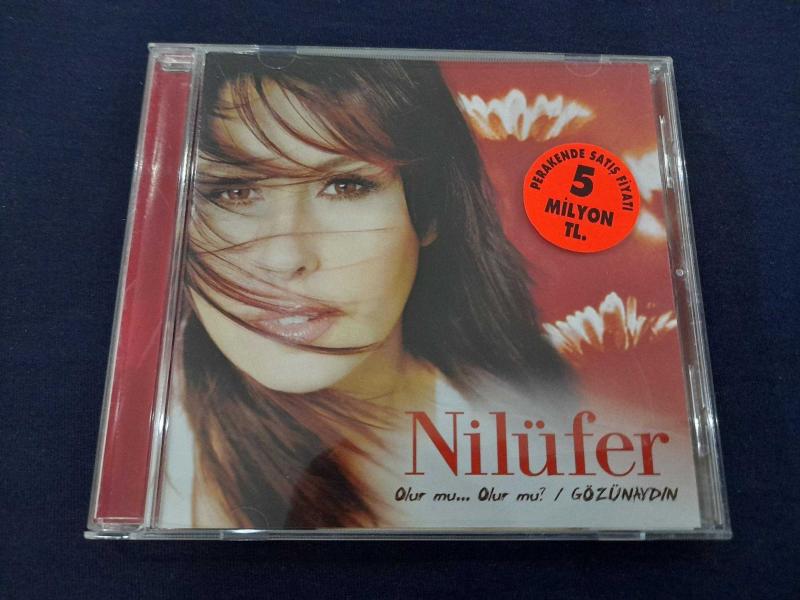 PERAKENDE SATIŞ FİYATI
5
MİLYON
TL.
Nilüfer
Olur mu... Olur mu? / GÖZÜNAYDIN